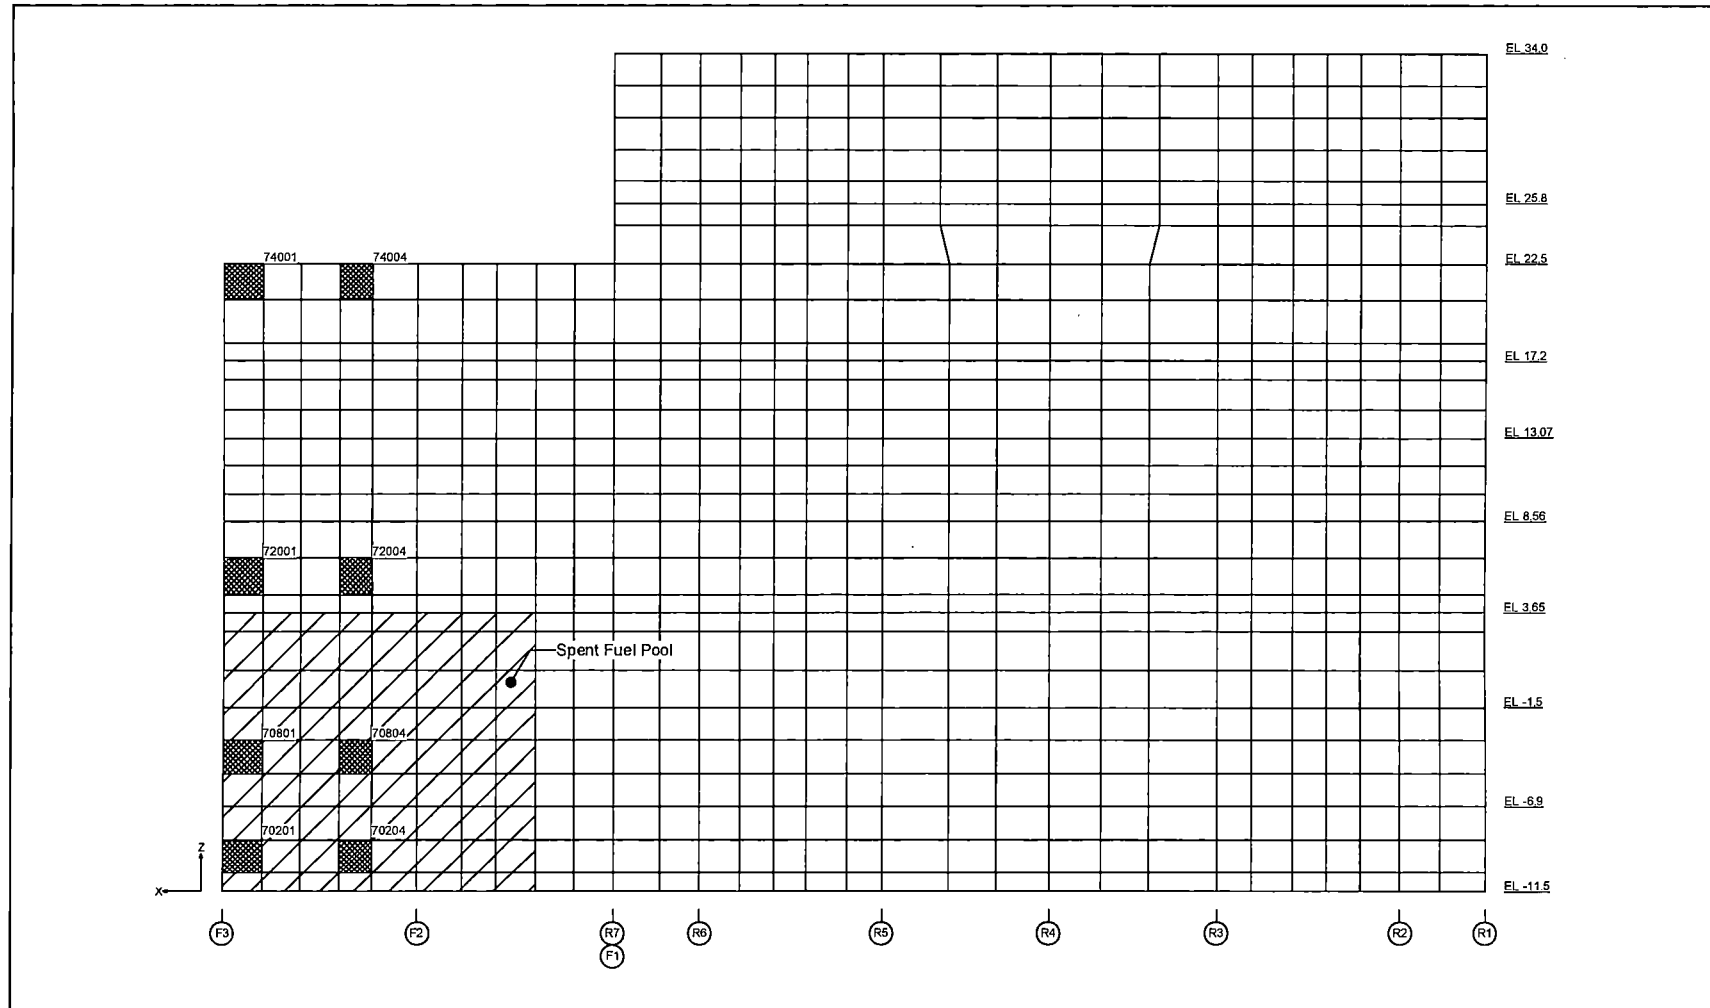 EL 34.0
EL 25.8
74001 74004 EL 22.5
EL 17.2
EL 13.07
EL 8.56
72001 72004
EL 3.65
Spent Fuel Pool
EL -1.5
70801 70804
EL -6.9
70201 70204
Z
X
EL -11.5
F3 F2 R7 R6 R5 R4 R3 R2 R1
F1